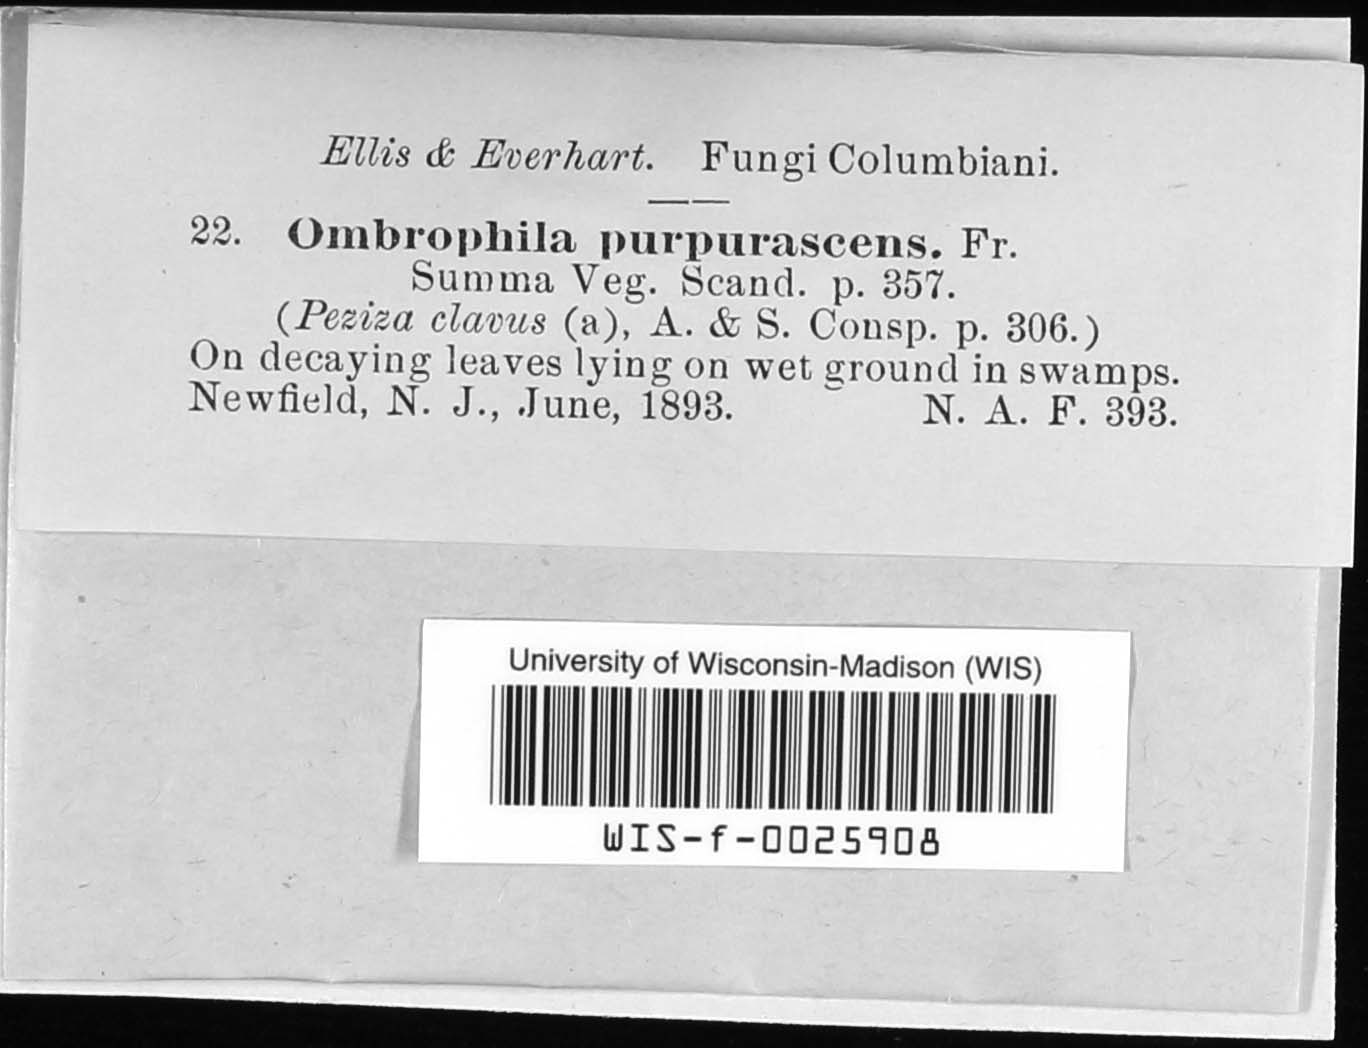 Ellis & Everhart. Fungi Columbiani.
22. Ombrophila purpurascens. Fr.
Summa Veg. Scand. p. 357.
(Peziza clavus (a), A. & S. Consp. p. 306.)
On decaying leaves lying on wet ground in swamps.
Newfield, N. J., June, 1893. N. A. F. 393.
University of Wisconsin-Madison (WIS)
WIS-f-0025908